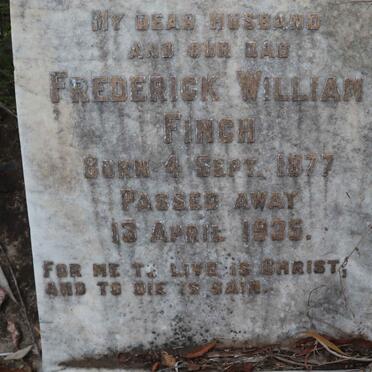 MY DEAR HUSBAND
AND OUR DAD
FREDERICK WILLIAM
FINCH
BORN 4 SEPT. 1877
PASSED AWAY
13 APRIL 1935.
FOR ME TO LIVE IS CHRIST,
AND TO DIE IS GAIN.